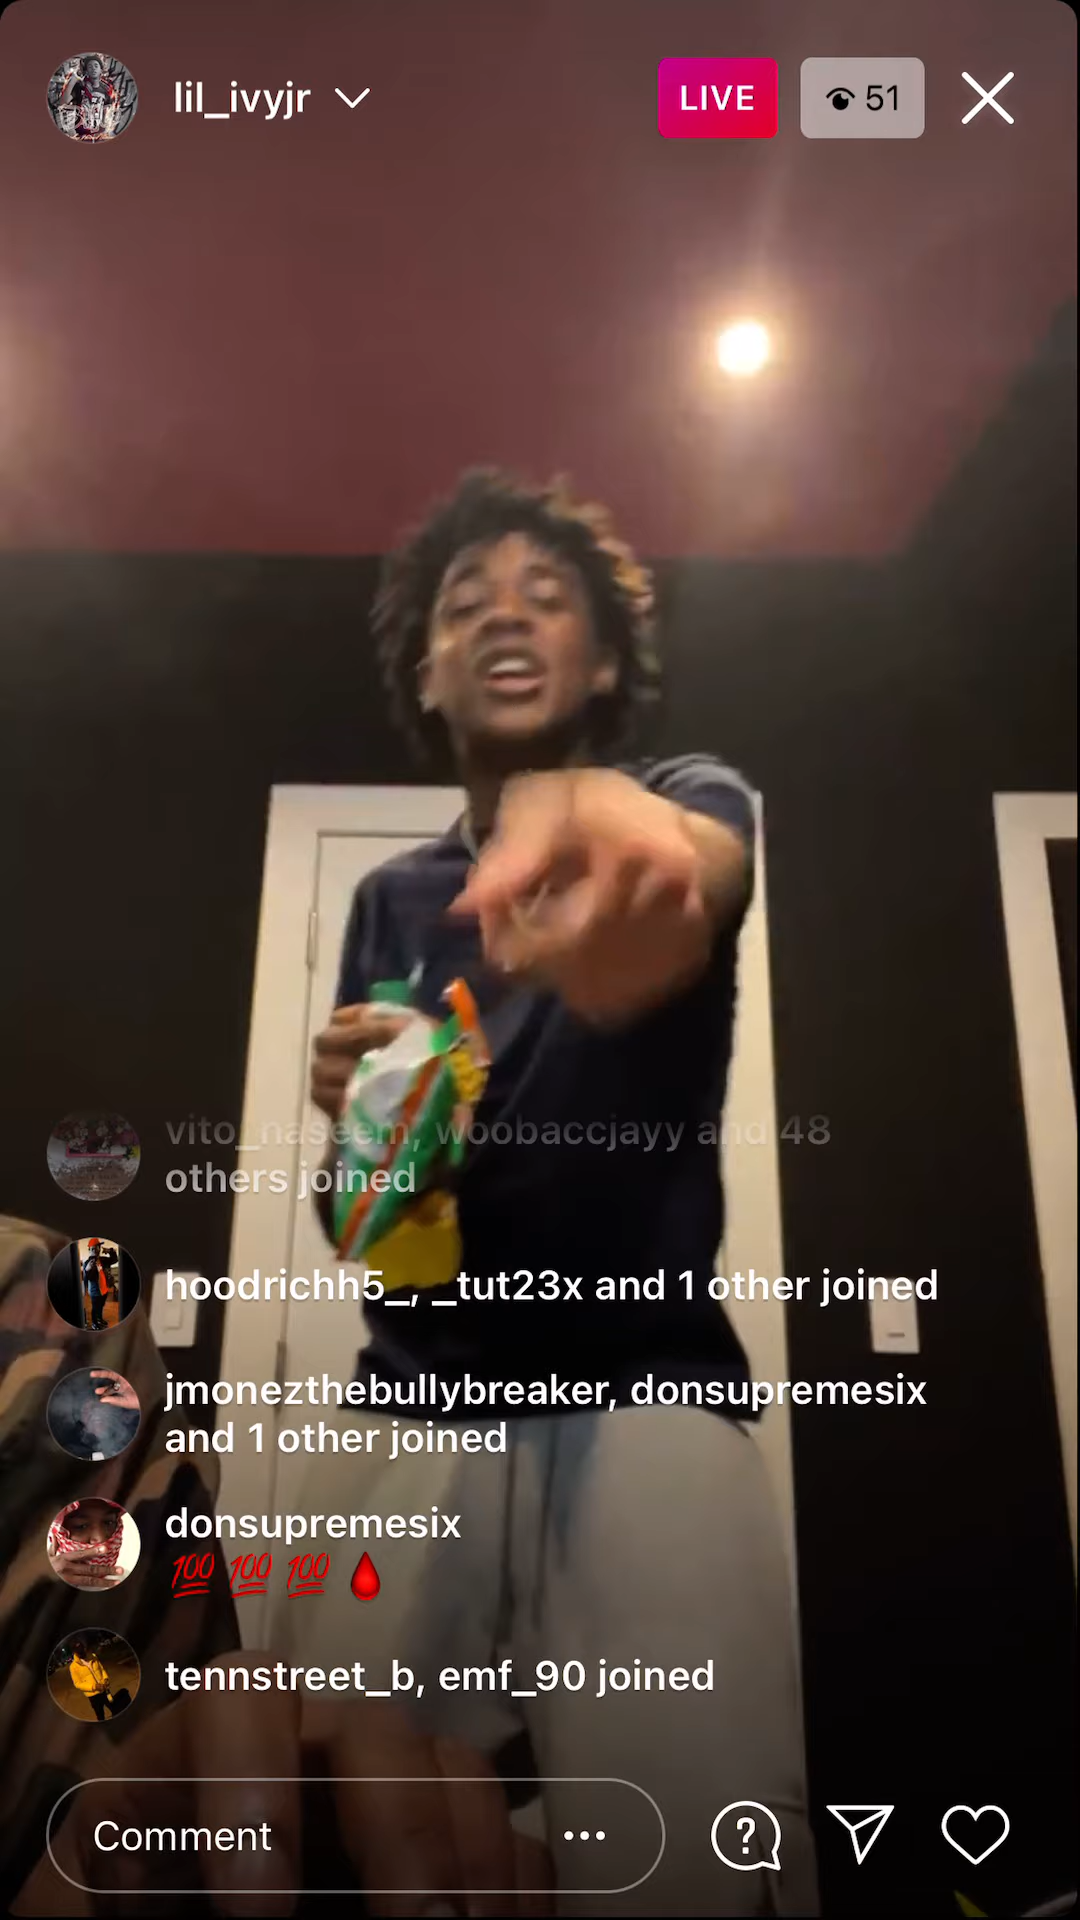 lil_ivyjr
LIVE
51
vito_naseem, woobaccjayy and 48
others joined
hoodrichh5_, _tut23x and 1 other joined
jmonezthebullybreaker, donsupremesix
and 1 other joined
donsupremesix
💯 💯 💯 🩸
tennstreet_b, emf_90 joined
Comment